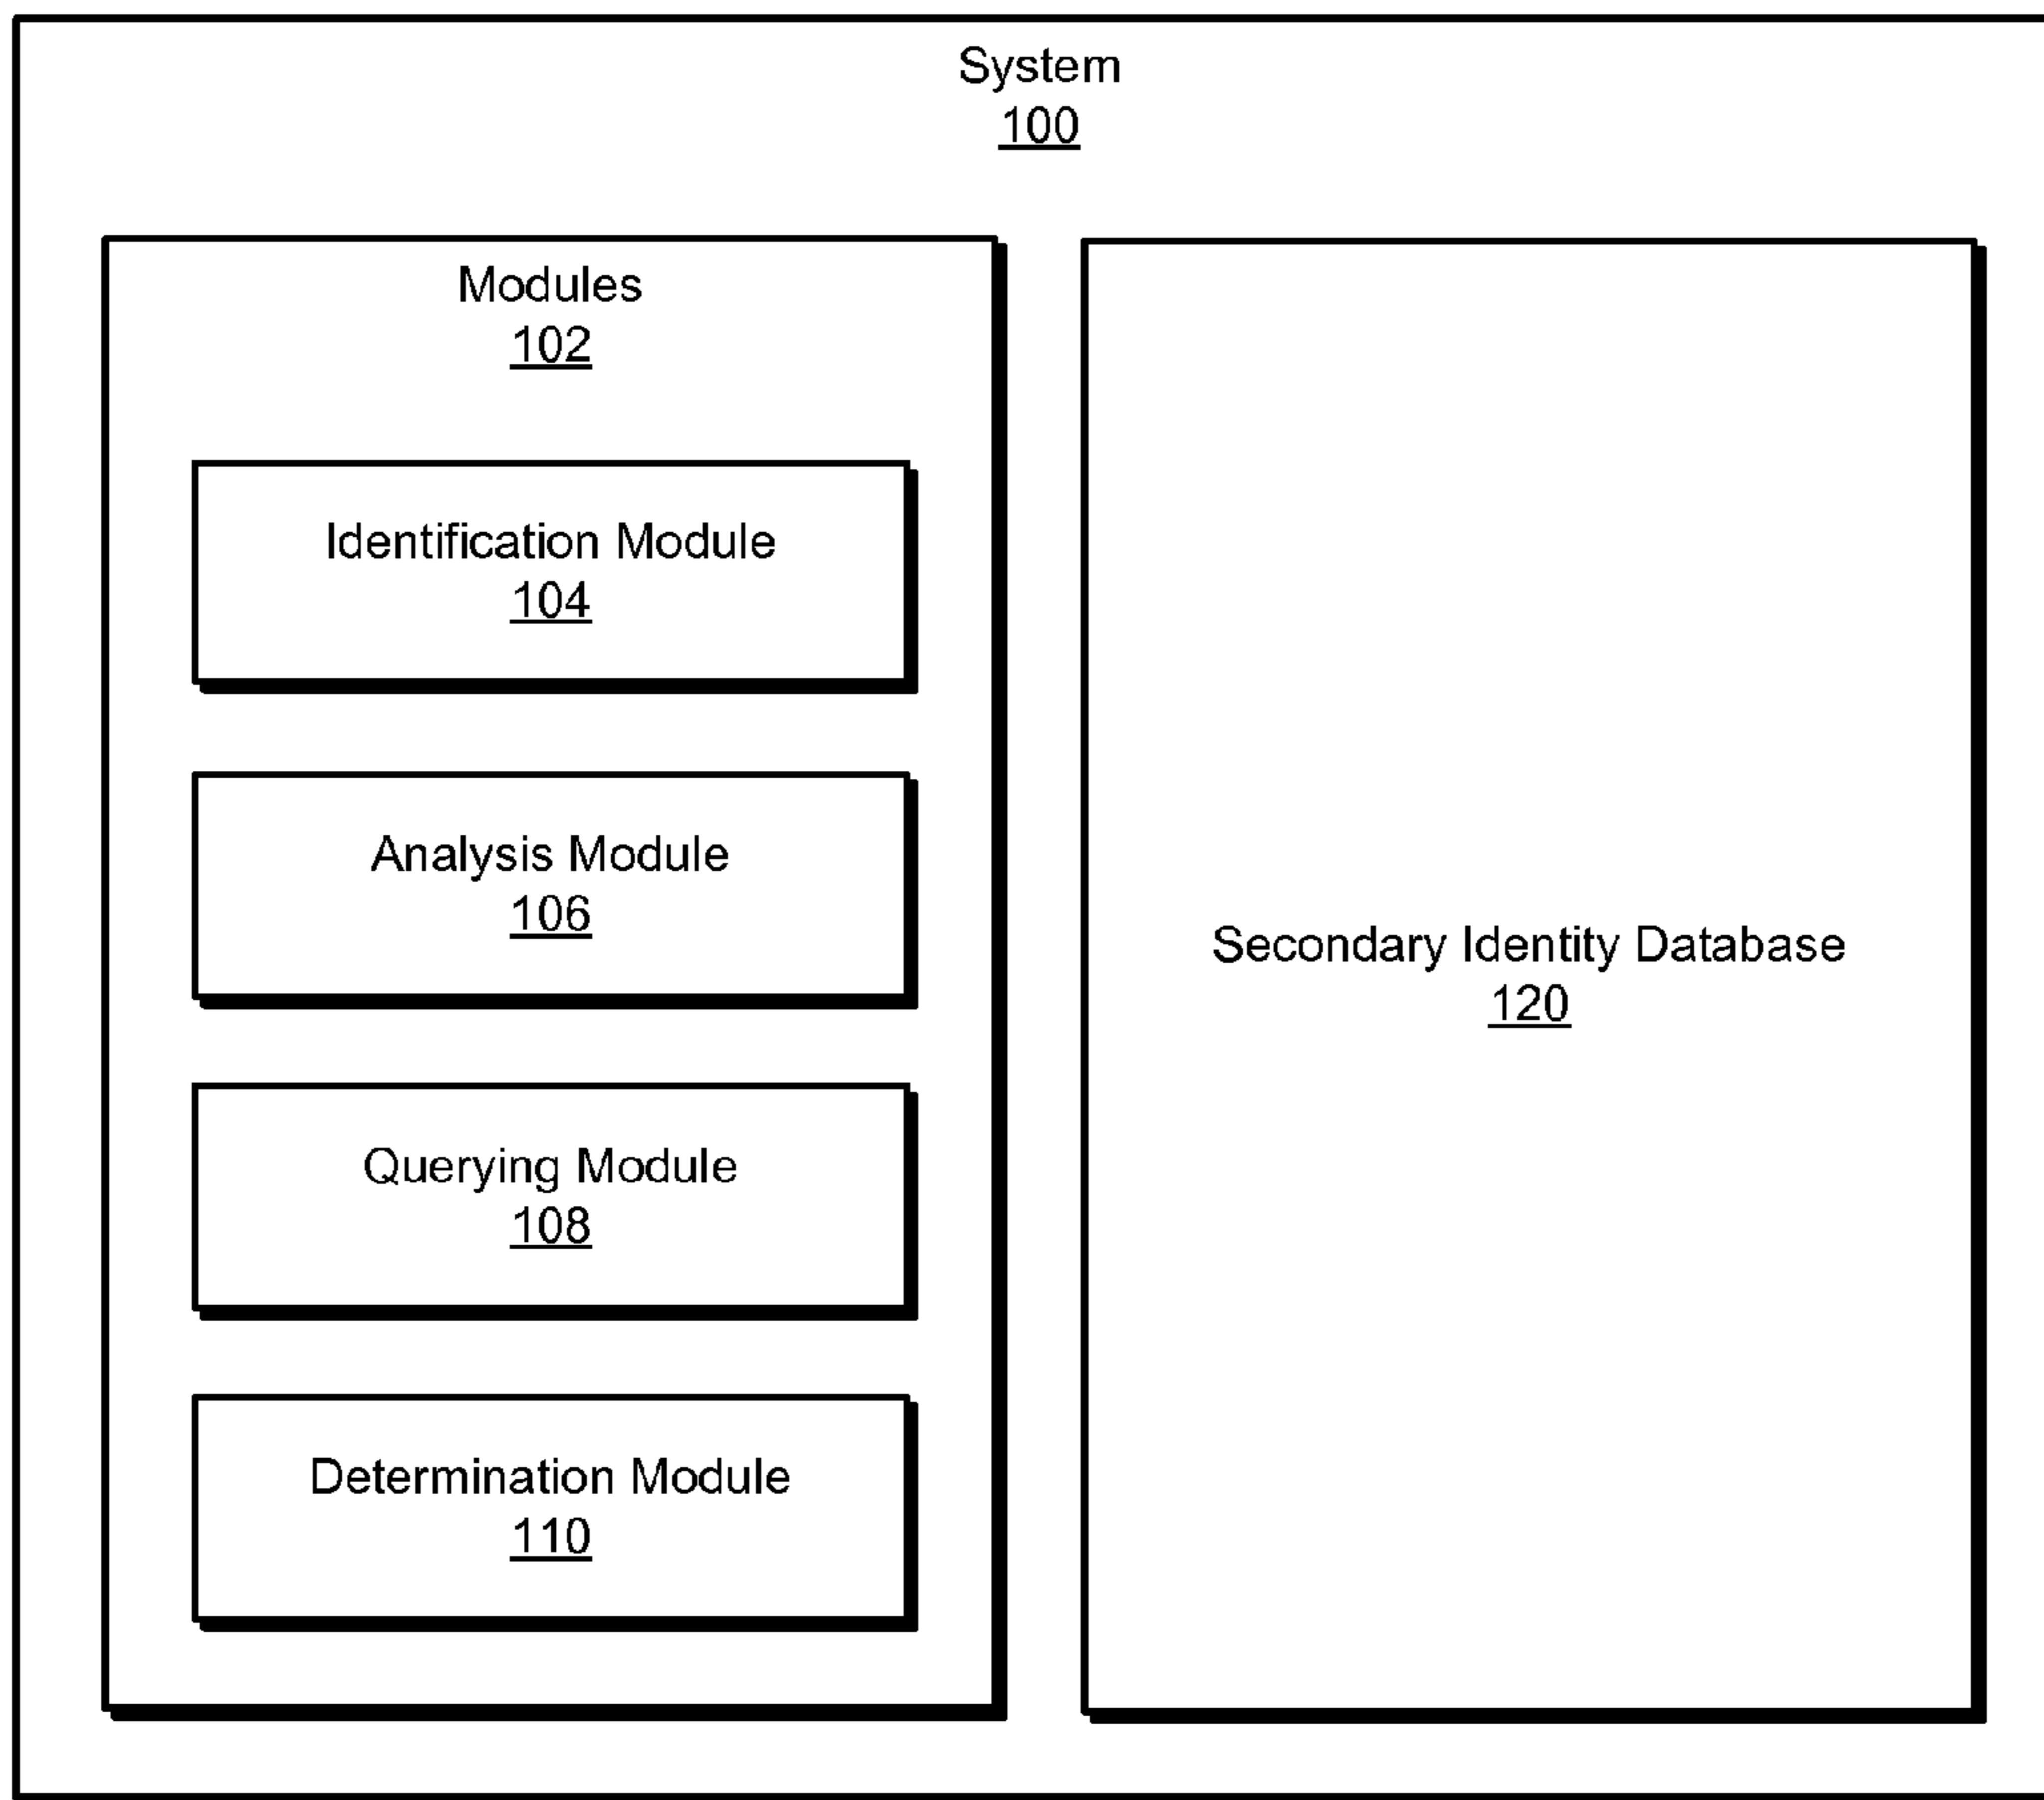 System
100
Modules
102
Identification Module
104
Analysis Module
106
Querying Module
108
Determination Module
110
Secondary Identity Database
120